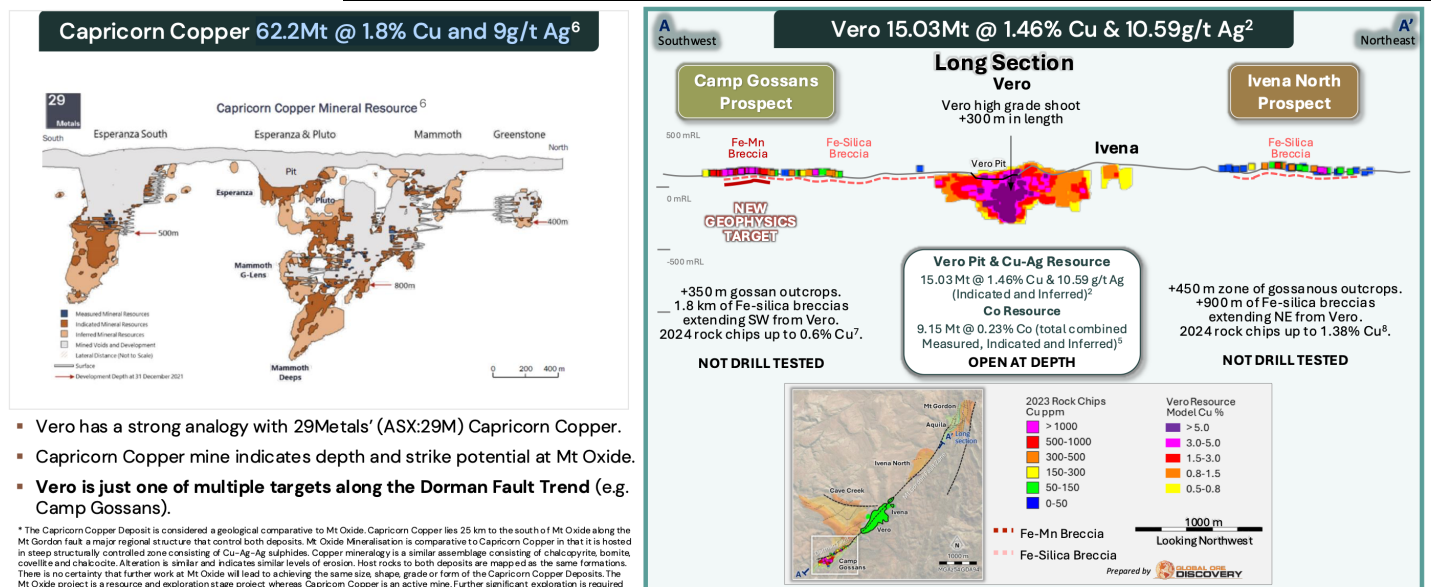 Capricorn Copper 62.2Mt @ 1.8% Cu and 9g/t Ag6
29
Metals
Capricorn Copper Mineral Resource 6
Esperanza South
Esperanza & Pluto
Mammoth
Greenstone
South
North
Pit
Esperanza
Pluto
400m
500m
Mammoth
G-Lens
800m
Measured Mineral Resources
Indicated Mineral Resources
Inferred Mineral Resources
Mined Voids and Development
Lateral Distance (Not to Scale)
Surface
Development Depth at 31 December 2021
Mammoth
Deeps
0 200 400 m
▪ Vero has a strong analogy with 29Metals’ (ASX:29M) Capricorn Copper.
▪ Capricorn Copper mine indicates depth and strike potential at Mt Oxide.
▪ Vero is just one of multiple targets along the Dorman Fault Trend (e.g.
Camp Gossans).
* The Capricorn Copper Deposit is considered a geological comparative to Mt Oxide. Capricorn Copper lies 25 km to the south of Mt Oxide along the
Mt Gordon fault a major regional structure that control both deposits. Mt Oxide Mineralisation is comparative to Capricorn Copper in that it is hosted
in steep structurally controlled zone consisting of Cu-Ag-Ag sulphides. Copper mineralogy is a similar assemblage consisting of chalcopyrite, bornite,
covellite and chalcocite. Alteration is similar and indicates similar levels of erosion. Host rocks to both deposits are mapped as the same formations.
There is no certainty that further work at Mt Oxide will lead to achieving the same size, shape, grade or form of the Capricorn Copper Deposits. The
Mt Oxide project is a resource and exploration stage project whereas Capricorn Copper is an active mine. Further significant exploration is required
A
Southwest
Vero 15.03Mt @ 1.46% Cu & 10.59g/t Ag2
A'
Northeast
Long Section
Vero
Camp Gossans
Prospect
Ivena North
Prospect
Vero high grade shoot
+300 m in length
500 mRL
Fe-Mn
Breccia
Fe-Silica
Breccia
Vero Pit
Ivena
Fe-Silica
Breccia
0 mRL
NEW
GEOPHYSICS
TARGET
-500 mRL
+350 m gossan outcrops.
1.8 km of Fe-silica breccias
extending SW from Vero.
2024 rock chips up to 0.6% Cu7.
NOT DRILL TESTED
Vero Pit & Cu-Ag Resource
15.03 Mt @ 1.46% Cu & 10.59 g/t Ag
(Indicated and Inferred)2
Co Resource
9.15 Mt @ 0.23% Co (total combined
Measured, Indicated and Inferred)5
OPEN AT DEPTH
+450 m zone of gossanous outcrops.
+900 m of Fe-silica breccias
extending NE from Vero.
2024 rock chips up to 1.38% Cu8.
NOT DRILL TESTED
Mt Gordon
Aquila
A' Long
section
Ivena North
Cave Creek
Ivena
Vero
Camp
Gossans
A
N
1000 m
2023 Rock Chips
Cu ppm
> 1000
500-1000
300-500
150-300
50-150
0-50
Vero Resource
Model Cu %
> 5.0
3.0-5.0
1.5-3.0
0.8-1.5
0.5-0.8
Fe-Mn Breccia
Fe-Silica Breccia
1000 m
Looking Northwest
Prepared by GLOBAL ORE
DISCOVERY